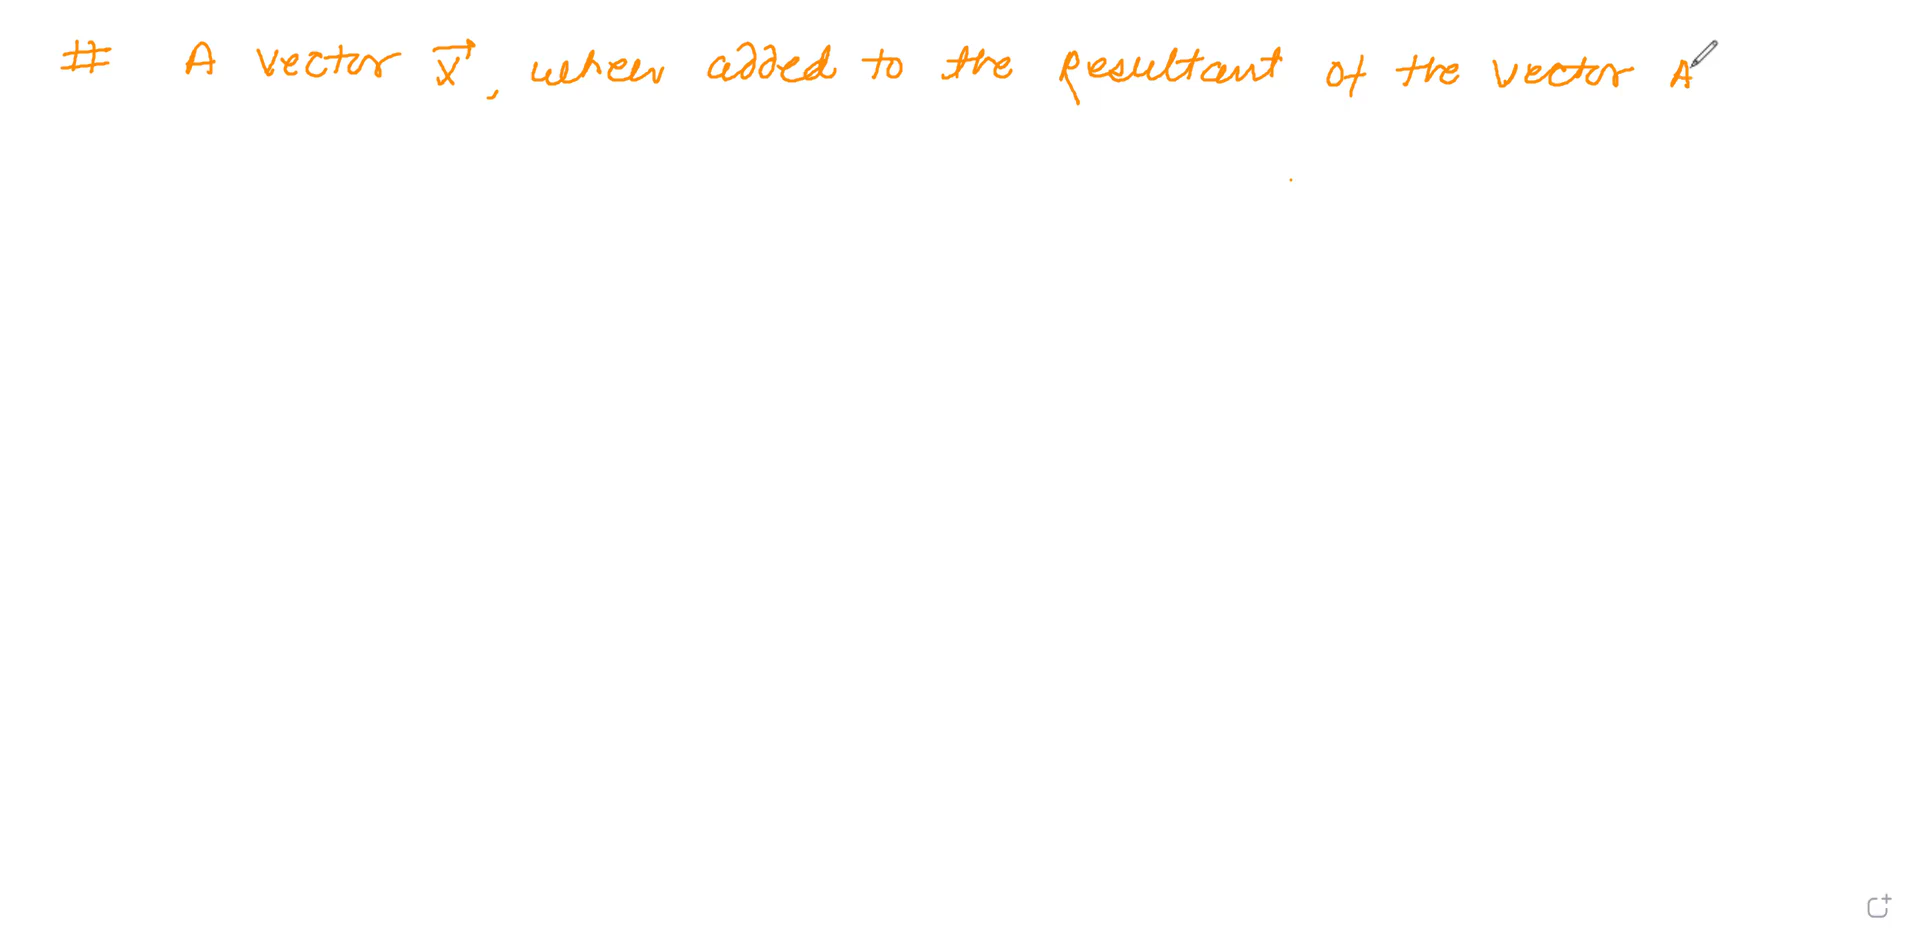 # A vector x⃗, when added to the resultant of the vector A